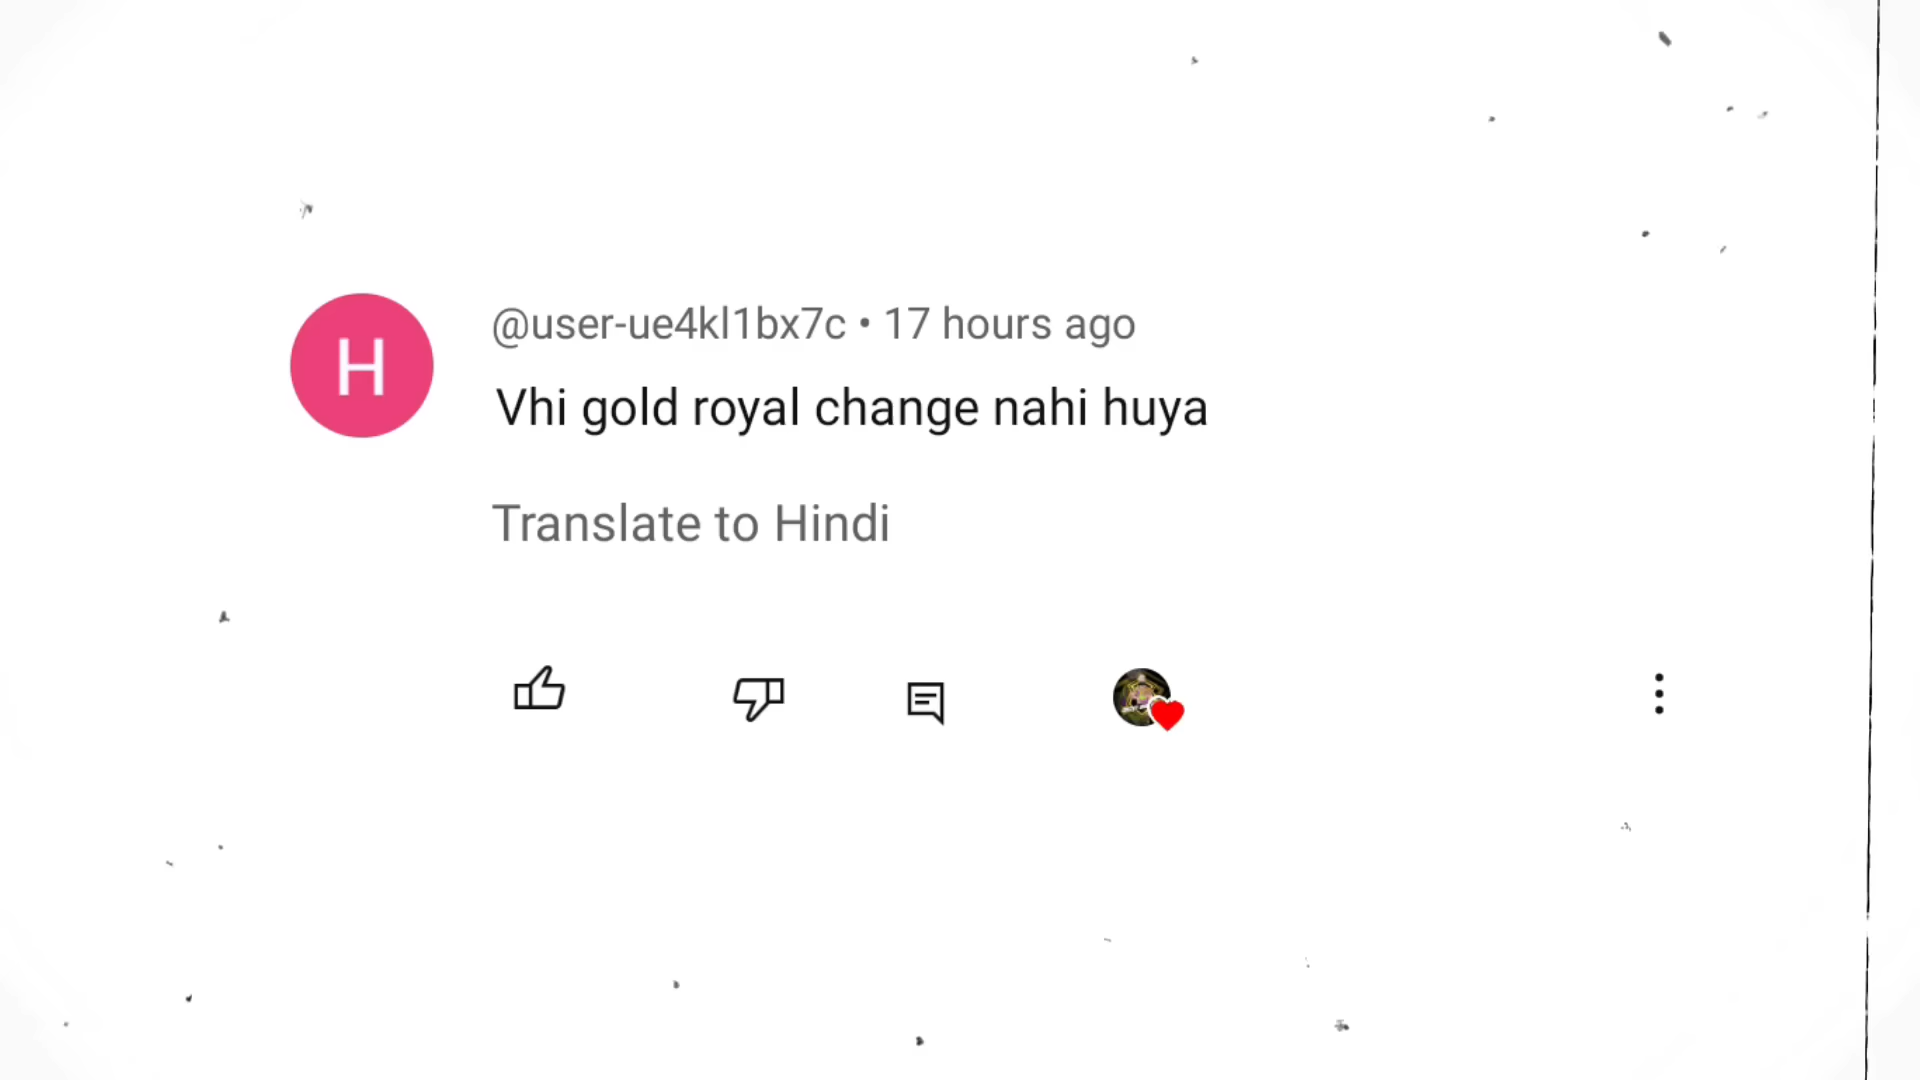 H
@user-ue4kl1bx7c • 17 hours ago
Vhi gold royal change nahi huya
Translate to Hindi